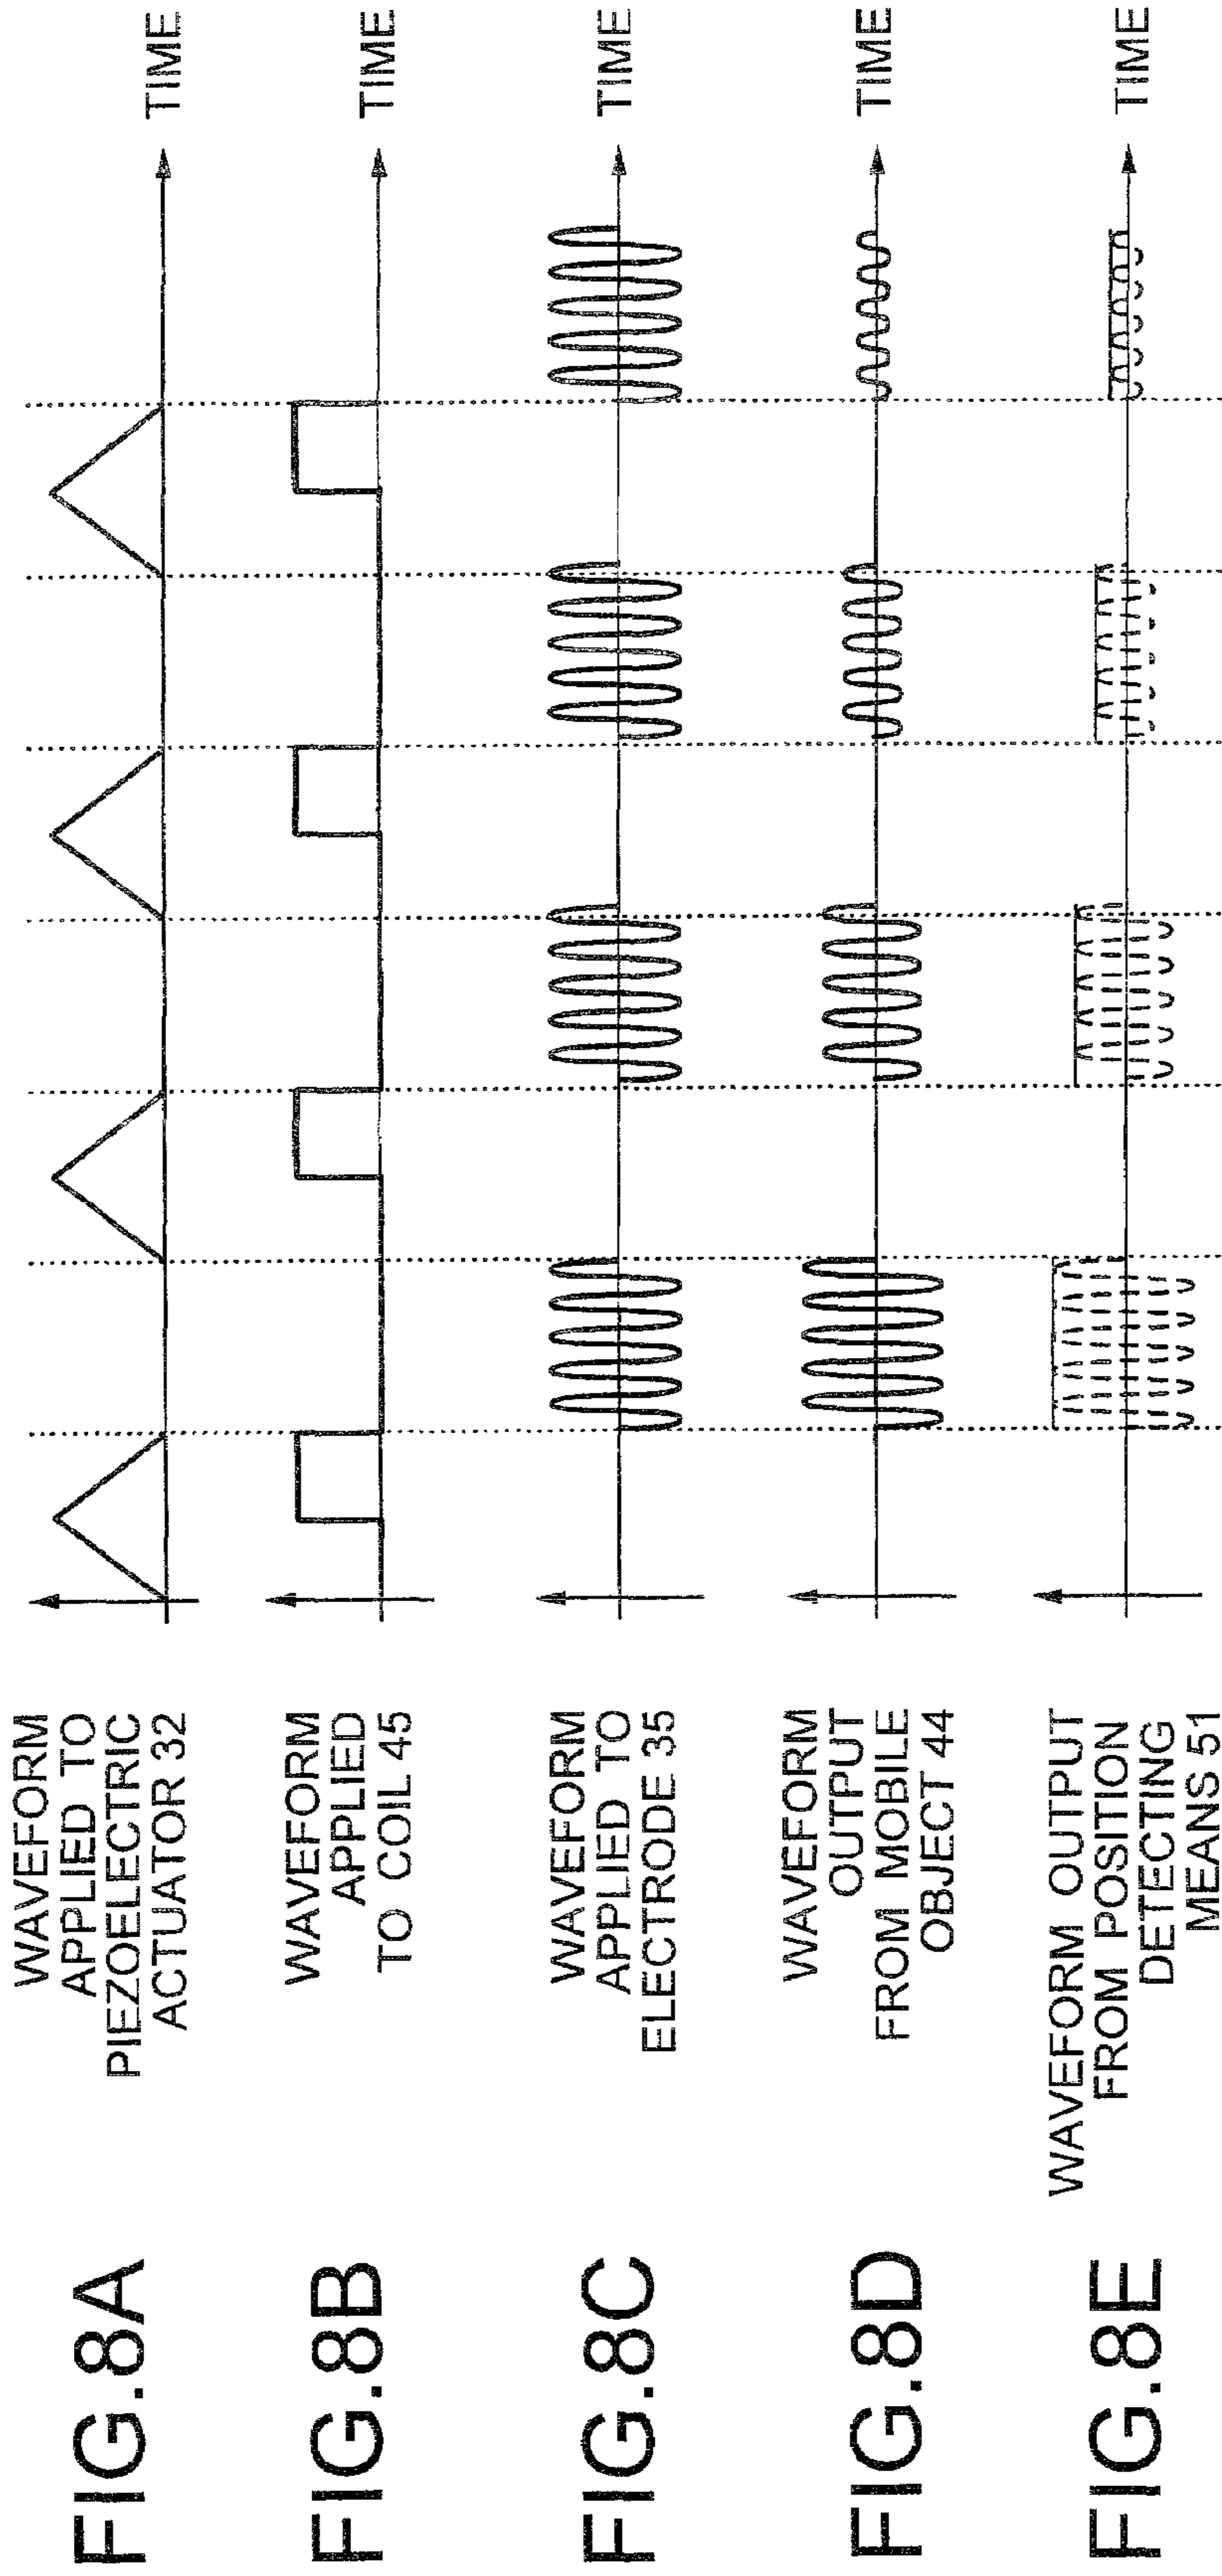 FIG.8A
WAVEFORM
APPLIED TO
PIEZOELECTRIC
ACTUATOR 32
TIME
FIG.8B
WAVEFORM
APPLIED
TO COIL 45
TIME
FIG.8C
WAVEFORM
APPLIED TO
ELECTRODE 35
TIME
FIG.8D
WAVEFORM
OUTPUT
FROM MOBILE
OBJECT 44
TIME
FIG.8E
WAVEFORM OUTPUT
FROM POSITION
DETECTING
MEANS 51
TIME